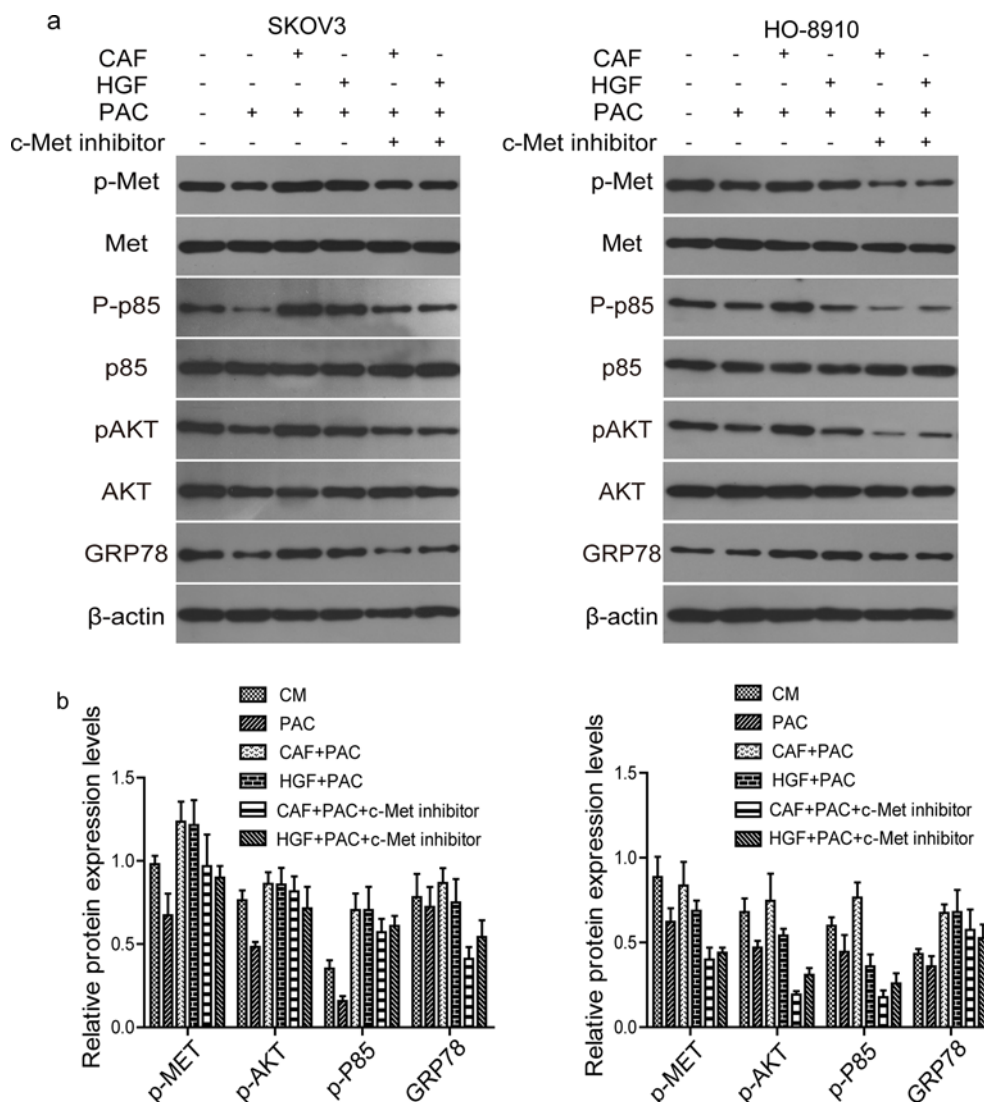 a
SKOV3
CAF - - + - + -
HGF - - - + - +
PAC - + + + + +
c-Met inhibitor - - - - + +
p-Met
Met
P-p85
p85
pAKT
AKT
GRP78
β-actin
HO-8910
CAF - - + - + -
HGF - - - + - +
PAC - + + + + +
c-Met inhibitor - - - - + +
p-Met
Met
P-p85
p85
pAKT
AKT
GRP78
β-actin
b
CM
PAC
CAF+PAC
HGF+PAC
CAF+PAC+c-Met inhibitor
HGF+PAC+c-Met inhibitor
Relative protein expression levels
1.5
1.0
0.5
0.0
p-MET
p-AKT
p-P85
GRP78
CM
PAC
CAF+PAC
HGF+PAC
CAF+PAC+c-Met inhibitor
HGF+PAC+c-Met inhibitor
Relative protein expression levels
1.5
1.0
0.5
0.0
p-MET
p-AKT
p-P85
GRP78